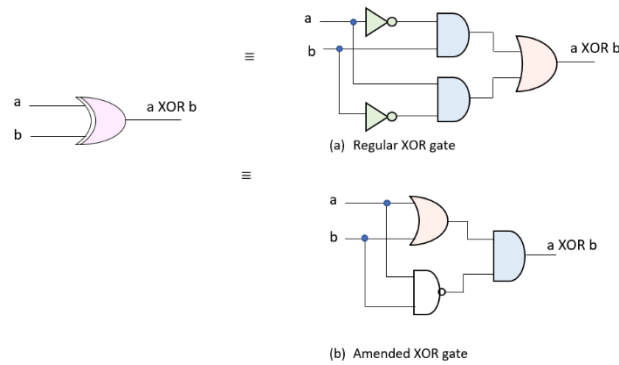 a
b
a XOR b
≡
a
b
a XOR b
(a) Regular XOR gate
≡
a
b
a XOR b
(b) Amended XOR gate